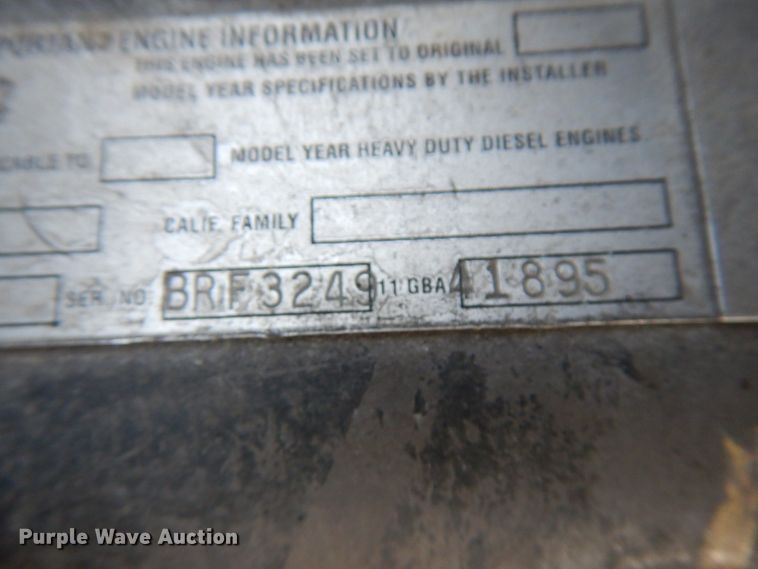 ENGINE INFORMATION
THIS ENGINE HAS BEEN SET TO ORIGINAL
MODEL YEAR SPECIFICATIONS BY THE INSTALLER
MODEL YEAR HEAVY DUTY DIESEL ENGINES
CALIF. FAMILY
SER. NO. BRF3249 11 GBA 41895
Purple Wave Auction